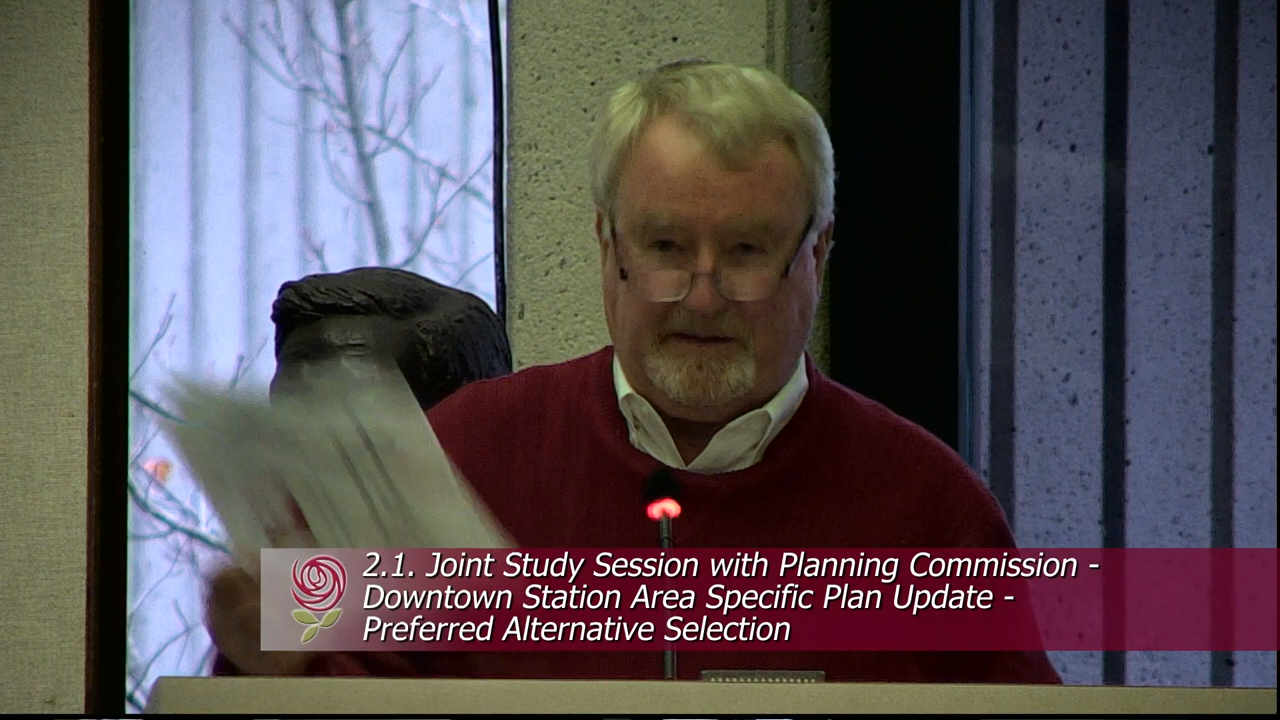 2.1. Joint Study Session with Planning Commission -
Downtown Station Area Specific Plan Update -
Preferred Alternative Selection